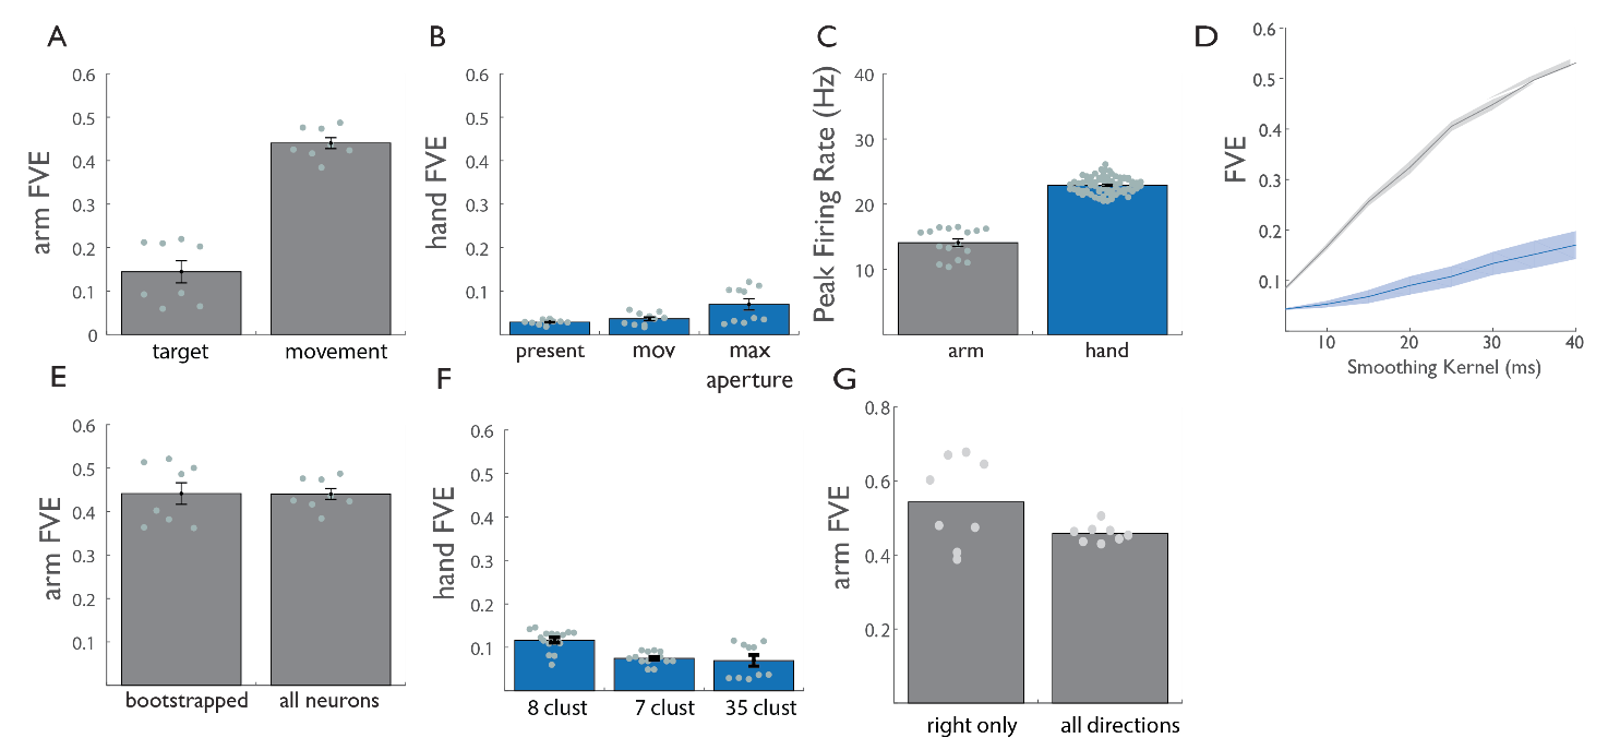 A
arm FVE
0.6
0.5
0.4
0.3
0.2
0.1
0
target
movement
B
hand FVE
0.6
0.5
0.4
0.3
0.2
0.1
present
mov
max
aperture
C
Peak Firing Rate (Hz)
40
30
20
10
arm
hand
D
FVE
0.6
0.5
0.4
0.3
0.2
0.1
10
20
30
40
Smoothing Kernel (ms)
E
arm FVE
0.6
0.5
0.4
0.3
0.2
0.1
bootstrapped
all neurons
F
hand FVE
0.6
0.5
0.4
0.3
0.2
0.1
8 clust
7 clust
35 clust
G
arm FVE
0.8
0.6
0.4
0.2
right only
all directions